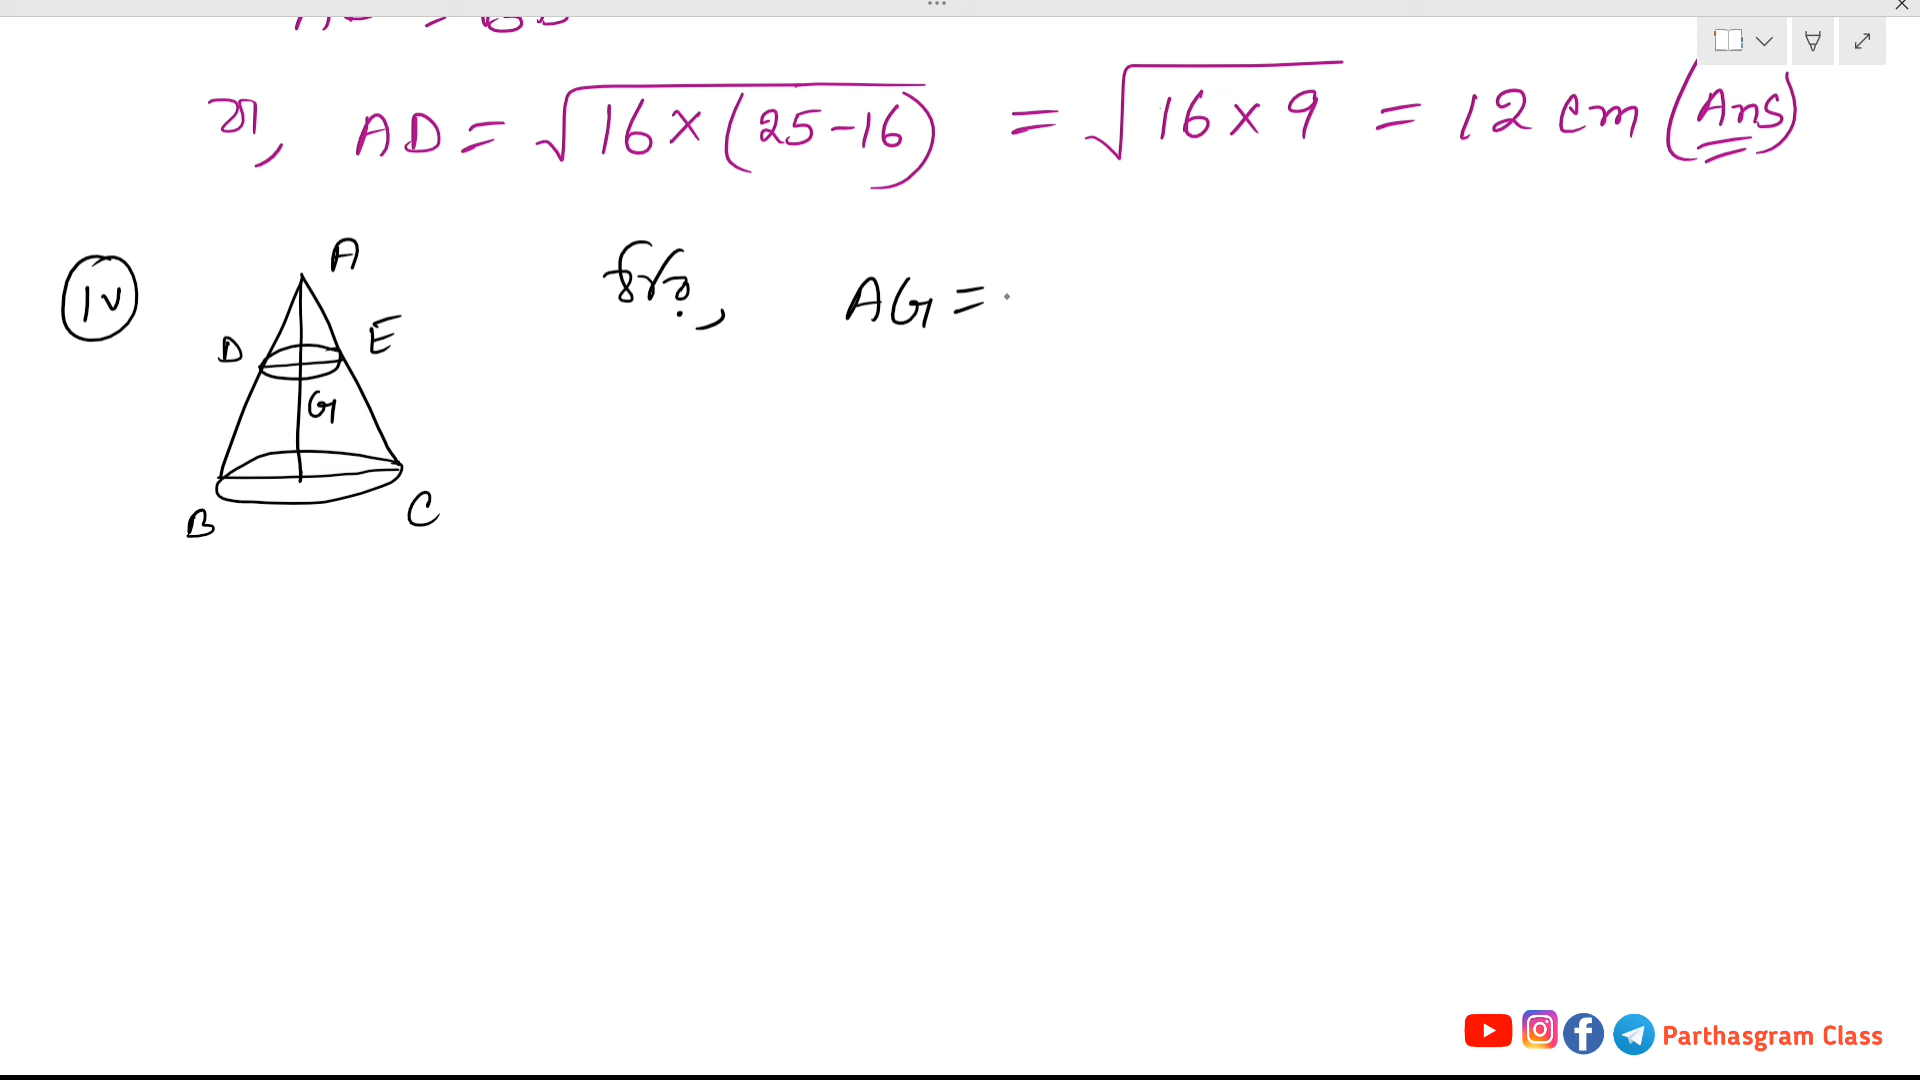 বা, AD = √16 × (25-16) = √16 × 9 = 12 cm (Ans)
iv
A
ধরি, AG =
D
E
G
B
C
Parthasgram Class